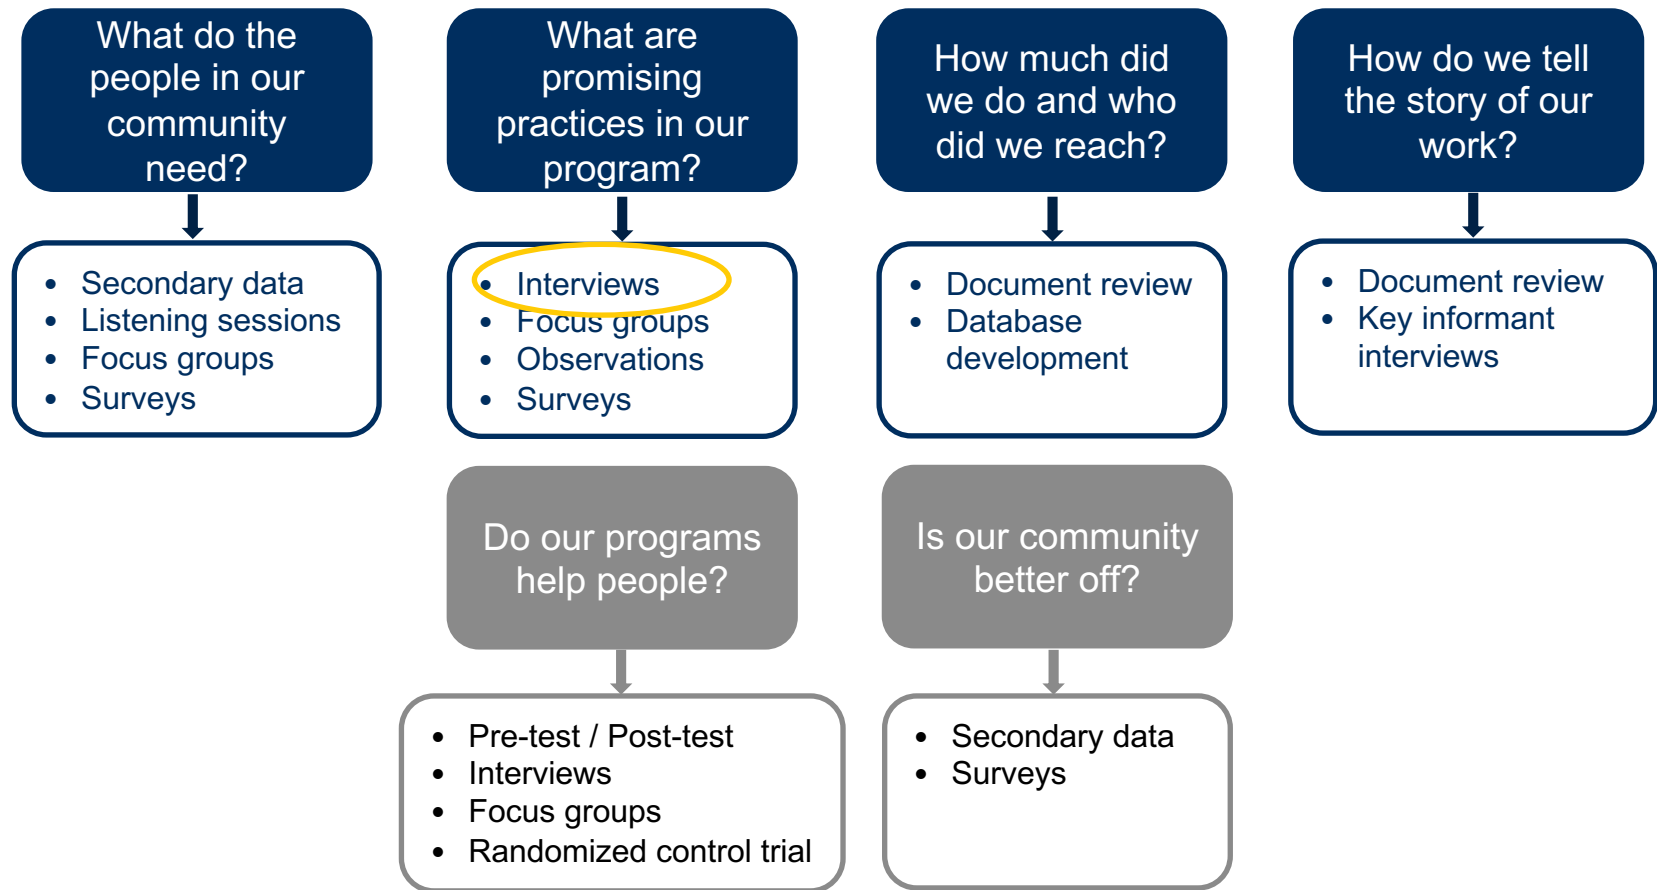 What do the
people in our
community
need?
• Secondary data
• Listening sessions
• Focus groups
• Surveys
What are
promising
practices in our
program?
• Interviews
• Focus groups
• Observations
• Surveys
How much did
we do and who
did we reach?
• Document review
• Database
development
How do we tell
the story of our
work?
• Document review
• Key informant
interviews
Do our programs
help people?
• Pre-test / Post-test
• Interviews
• Focus groups
• Randomized control trial
Is our community
better off?
• Secondary data
• Surveys